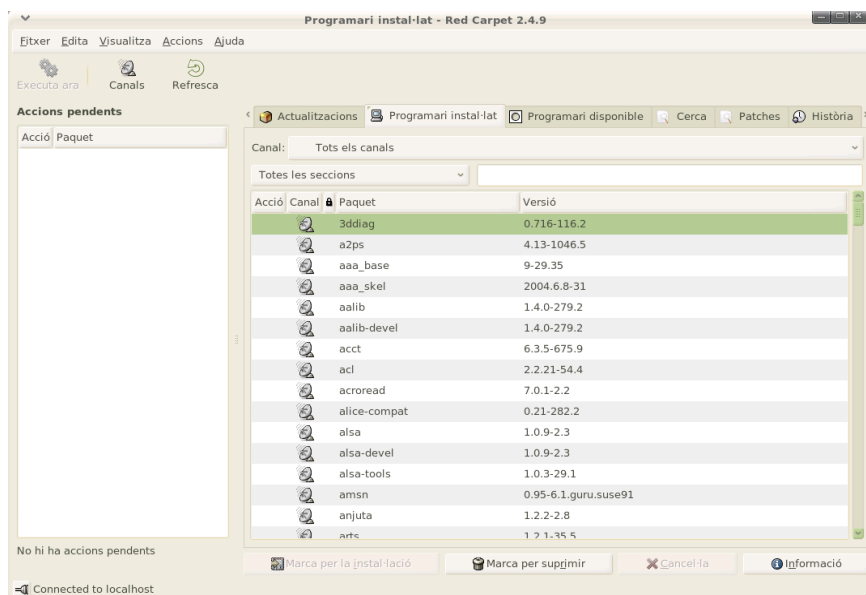 Programari instal·lat - Red Carpet 2.4.9
Fitxer Edita Visualitza Accions Ajuda
Executa ara Canals Refresca
Accions pendents
Acció Paquet
No hi ha accions pendents
Actualitzacions Programari instal·lat Programari disponible Cerca Patches Història
Canal: Tots els canals
Totes les seccions
Acció Canal Paquet Versió
3ddiag 0.716-116.2
a2ps 4.13-1046.5
aaa_base 9-29.35
aaa_skel 2004.6.8-31
aalib 1.4.0-279.2
aalib-devel 1.4.0-279.2
acct 6.3.5-675.9
acl 2.2.21-54.4
acroread 7.0.1-2.2
alice-compat 0.21-282.2
alsa 1.0.9-2.3
alsa-devel 1.0.9-2.3
alsa-tools 1.0.3-29.1
amsn 0.95-6.1.guru.suse91
anjuta 1.2.2-2.8
arts 1.2.1-35.5
Marca per la instal·lació Marca per suprimir Cancel·la Informació
Connected to localhost